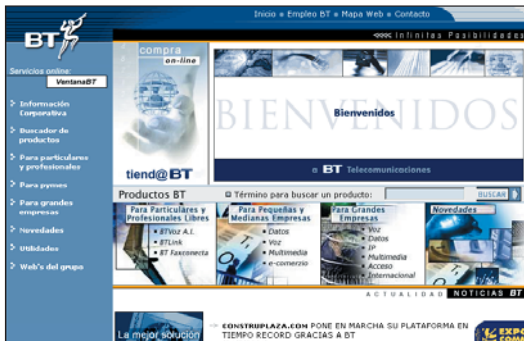 Inicio ■ Empleo BT ■ Mapa Web ■ Contacto
<<<< Infinitas Posibilidades
BT
compra
on-line
Servicios online:
VentanaBT
BIENVENIDOS
Bienvenidos
Información
Corporativa
Buscador de
productos
Para particulares
y profesionales
tiend@BT
a BT Telecomunicaciones
Para pymes
Productos BT
Término para buscar un producto:
BUSCAR
Para grandes
empresas
Novedades
Utilidades
Web's del grupo
Para Particulares y
Profesionales Libres
• BTVoz A.I.
• BTLink
• BT Faxconecta
Para Pequeñas y
Medianas Empresas
• Datos
• Voz
• Multimedia
• e-comerzio
Para Grandes
Empresas
• Voz
• Datos
• IP
• Multimedia
• Acceso
• Internacional
Novedades
ACTUALIDAD NOTICIAS BT
La mejor solución
CONSTRUPLAZA.COM PONE EN MARCHA SU PLATAFORMA EN
TIEMPO RECORD GRACIAS A BT
EXPO
COMM